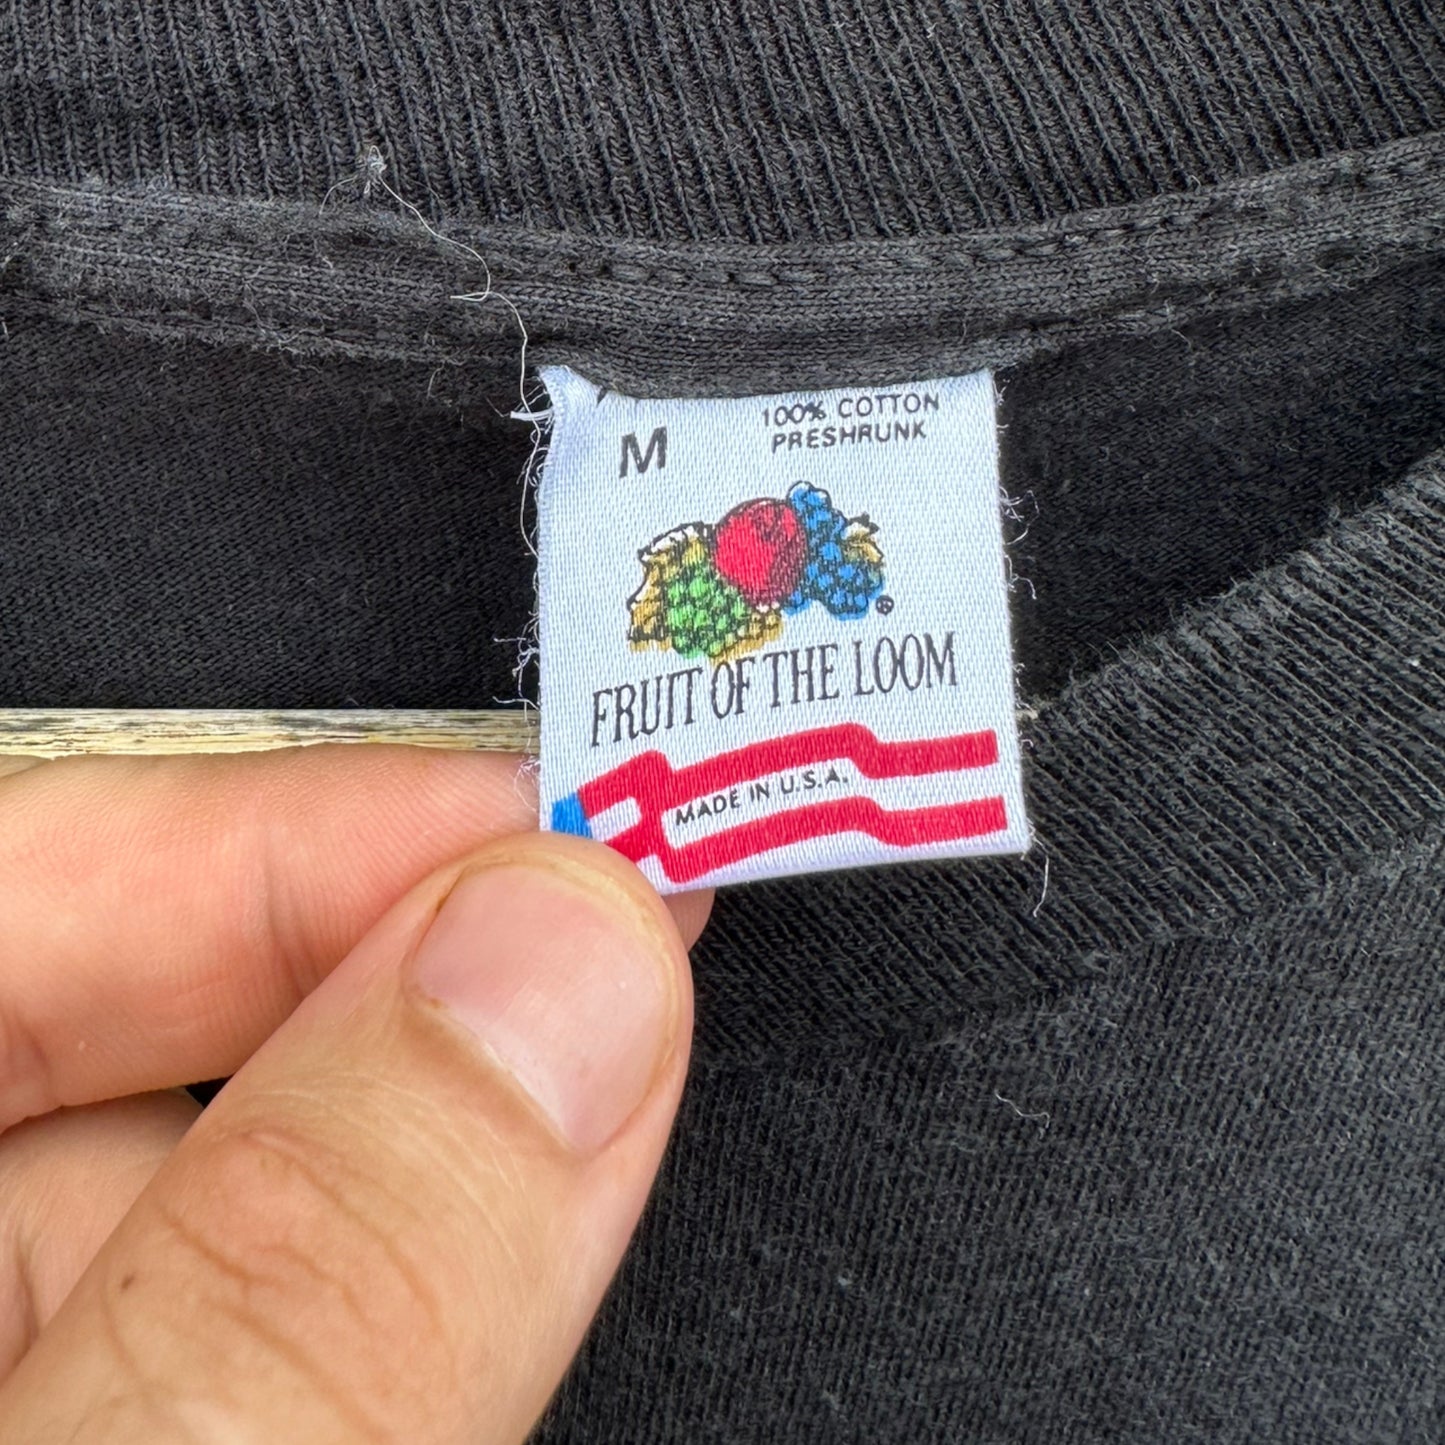 M
100% COTTON
PRESHRUNK
®
FRUIT OF THE LOOM
MADE IN U.S.A.